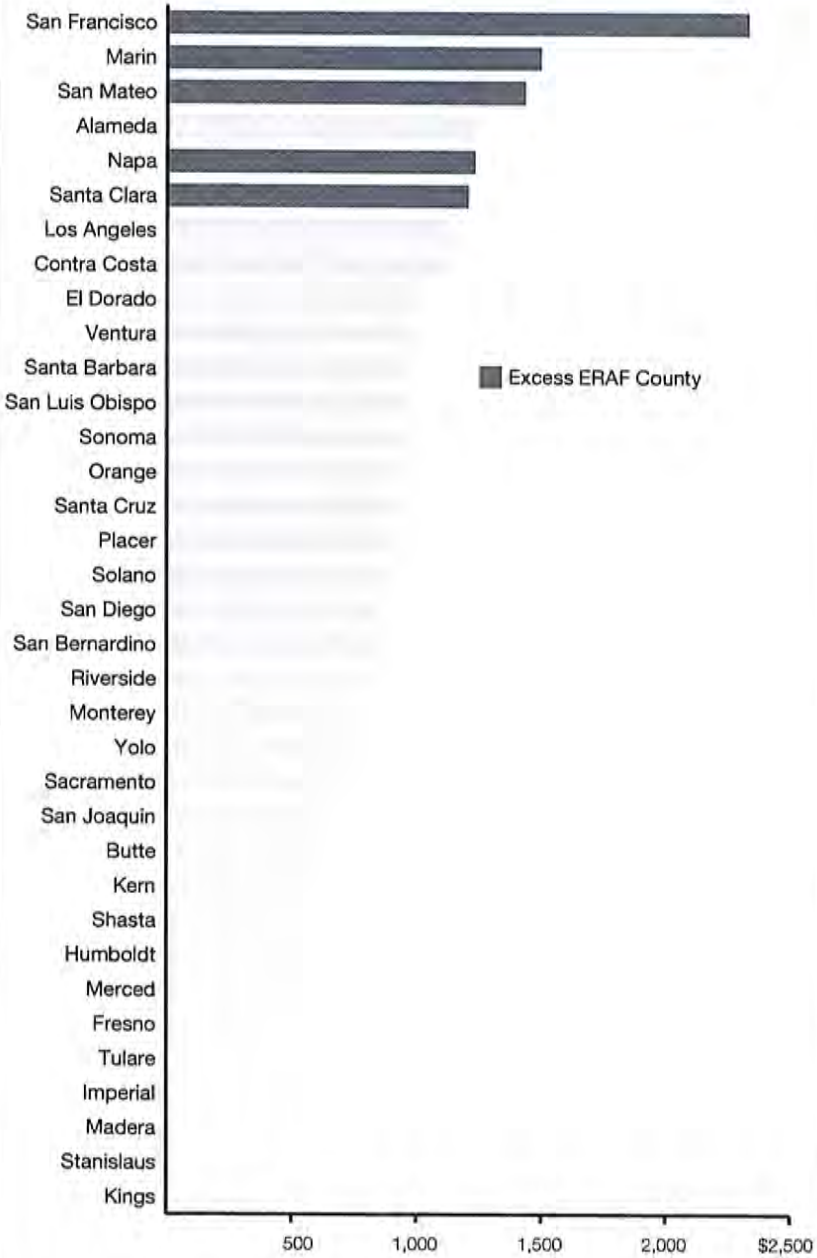 San Francisco
Marin
San Mateo
Alameda
Napa
Santa Clara
Los Angeles
Contra Costa
El Dorado
Ventura
Santa Barbara
Excess ERAF County
San Luis Obispo
Sonoma
Orange
Santa Cruz
Placer
Solano
San Diego
San Bernardino
Riverside
Monterey
Yolo
Sacramento
San Joaquin
Butte
Kern
Shasta
Humboldt
Merced
Fresno
Tulare
Imperial
Madera
Stanislaus
Kings
500 1,000 1,500 2,000 $2,500